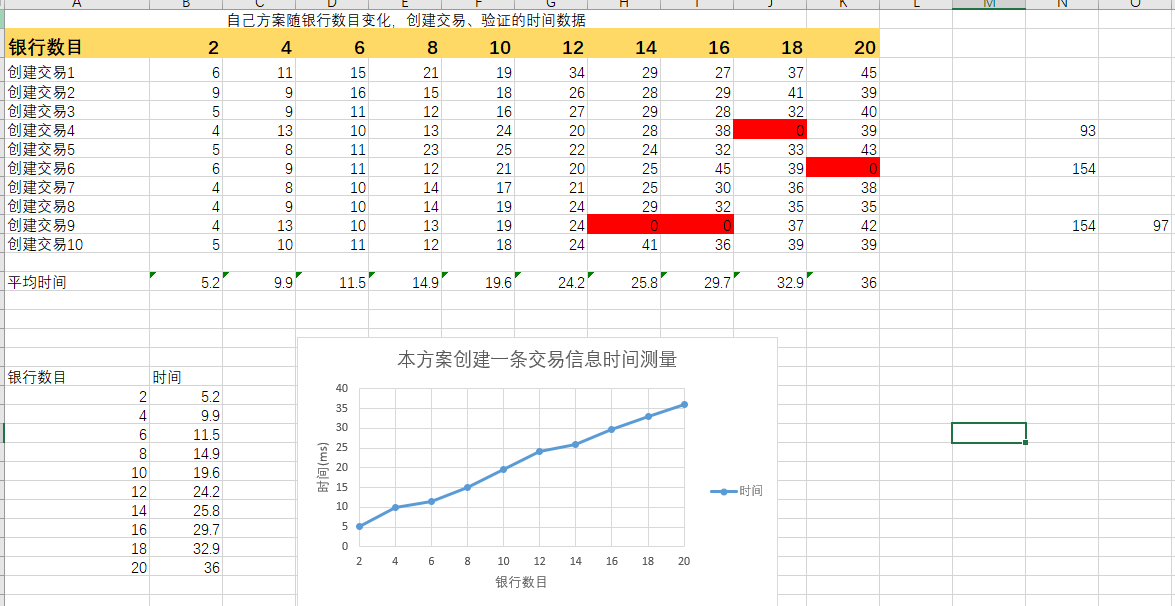 A B C D E F G H I J K L M N O
自己方案随银行数目变化，创建交易、验证的时间数据
银行数目 2 4 6 8 10 12 14 16 18 20
创建交易1 6 11 15 21 19 34 29 27 37 45
创建交易2 9 9 16 15 18 26 28 29 41 39
创建交易3 5 9 11 12 16 27 29 28 32 40
创建交易4 4 13 10 13 24 20 28 38 0 39 93
创建交易5 5 8 11 23 25 22 24 32 33 43
创建交易6 6 9 11 12 21 20 25 45 39 0 154
创建交易7 4 8 10 14 17 21 25 30 36 38
创建交易8 4 9 10 14 19 24 29 32 35 35
创建交易9 4 13 10 13 19 24 0 0 37 42 154 97
创建交易10 5 10 11 12 18 24 41 36 39 39
平均时间 5.2 9.9 11.5 14.9 19.6 24.2 25.8 29.7 32.9 36
银行数目 时间
2 5.2
4 9.9
6 11.5
8 14.9
10 19.6
12 24.2
14 25.8
16 29.7
18 32.9
20 36
本方案创建一条交易信息时间测量
40
35
30
25
20
15
10
5
0
时间(ms)
2 4 6 8 10 12 14 16 18 20
银行数目
时间